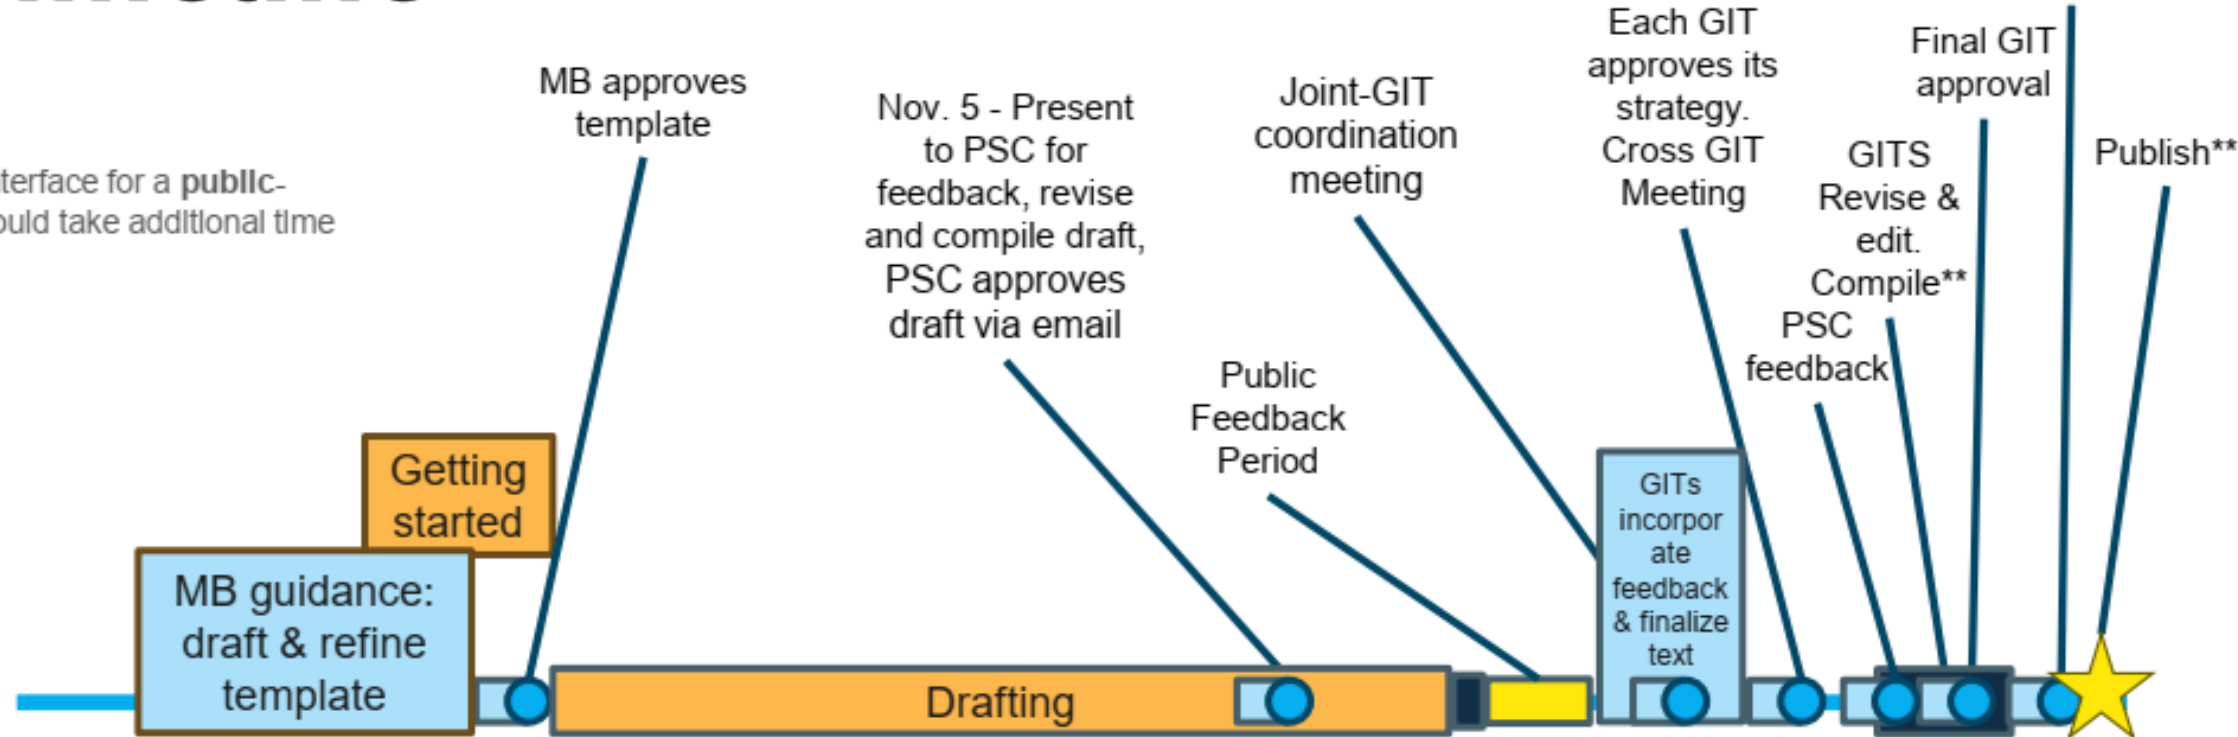 MB approves
template
Nov. 5 - Present
to PSC for
feedback, revise
and compile draft,
PSC approves
draft via email
Public
Feedback
Period
Joint-GIT
coordination
meeting
Each GIT
approves its
strategy.
Cross GIT
Meeting
PSC
feedback
GITS
Revise &
edit.
Compile**
Final GIT
approval
Publish**
for a public-
take additional time
Getting
started
MB guidance:
draft & refine
template
Drafting
GITs
incorpor
ate
feedback
& finalize
text